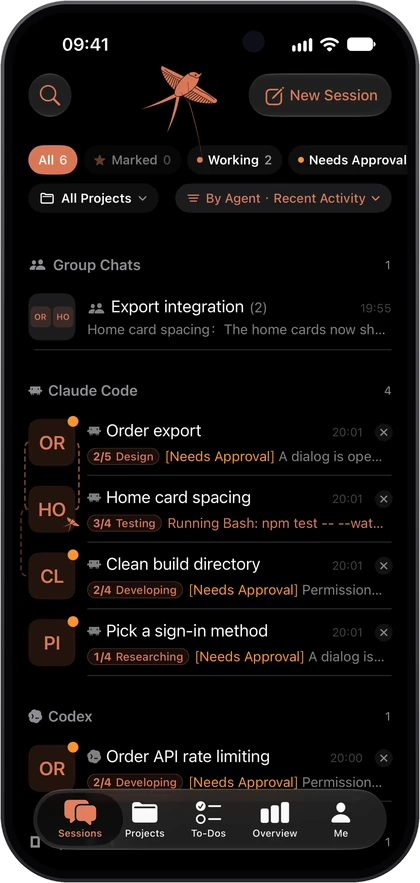 09:41
New Session
All 6
Marked 0
Working 2
Needs Approval
All Projects
By Agent · Recent Activity
Group Chats 1
OR HO
Export integration (2) 19:55
Home card spacing: The home cards now sh...
Claude Code 4
OR
Order export 20:01
2/5 Design [Needs Approval] A dialog is ope...
HO
Home card spacing 20:01
3/4 Testing Running Bash: npm test -- --wat...
CL
Clean build directory 20:01
2/4 Developing [Needs Approval] Permission...
PI
Pick a sign-in method 20:01
1/4 Researching [Needs Approval] A dialog is...
Codex 1
OR
Order API rate limiting 20:00
2/4 Developing [Needs Approval] Permission...
1
Sessions
Projects
To-Dos
Overview
Me